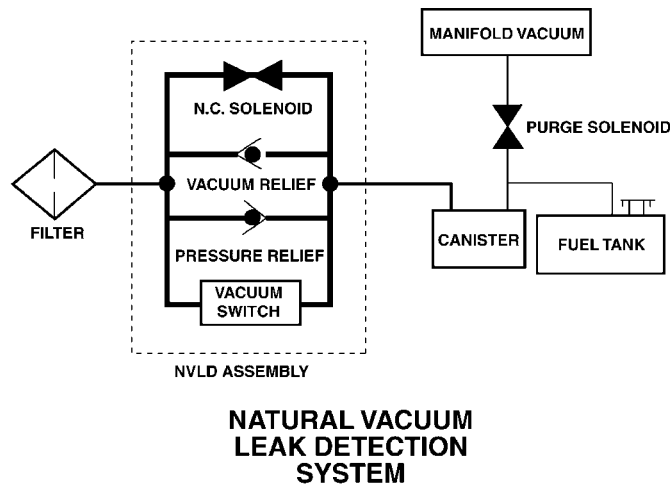 MANIFOLD VACUUM
N.C. SOLENOID
PURGE SOLENOID
VACUUM RELIEF
FILTER
CANISTER
FUEL TANK
PRESSURE RELIEF
VACUUM
SWITCH
NVLD ASSEMBLY
NATURAL VACUUM
LEAK DETECTION
SYSTEM